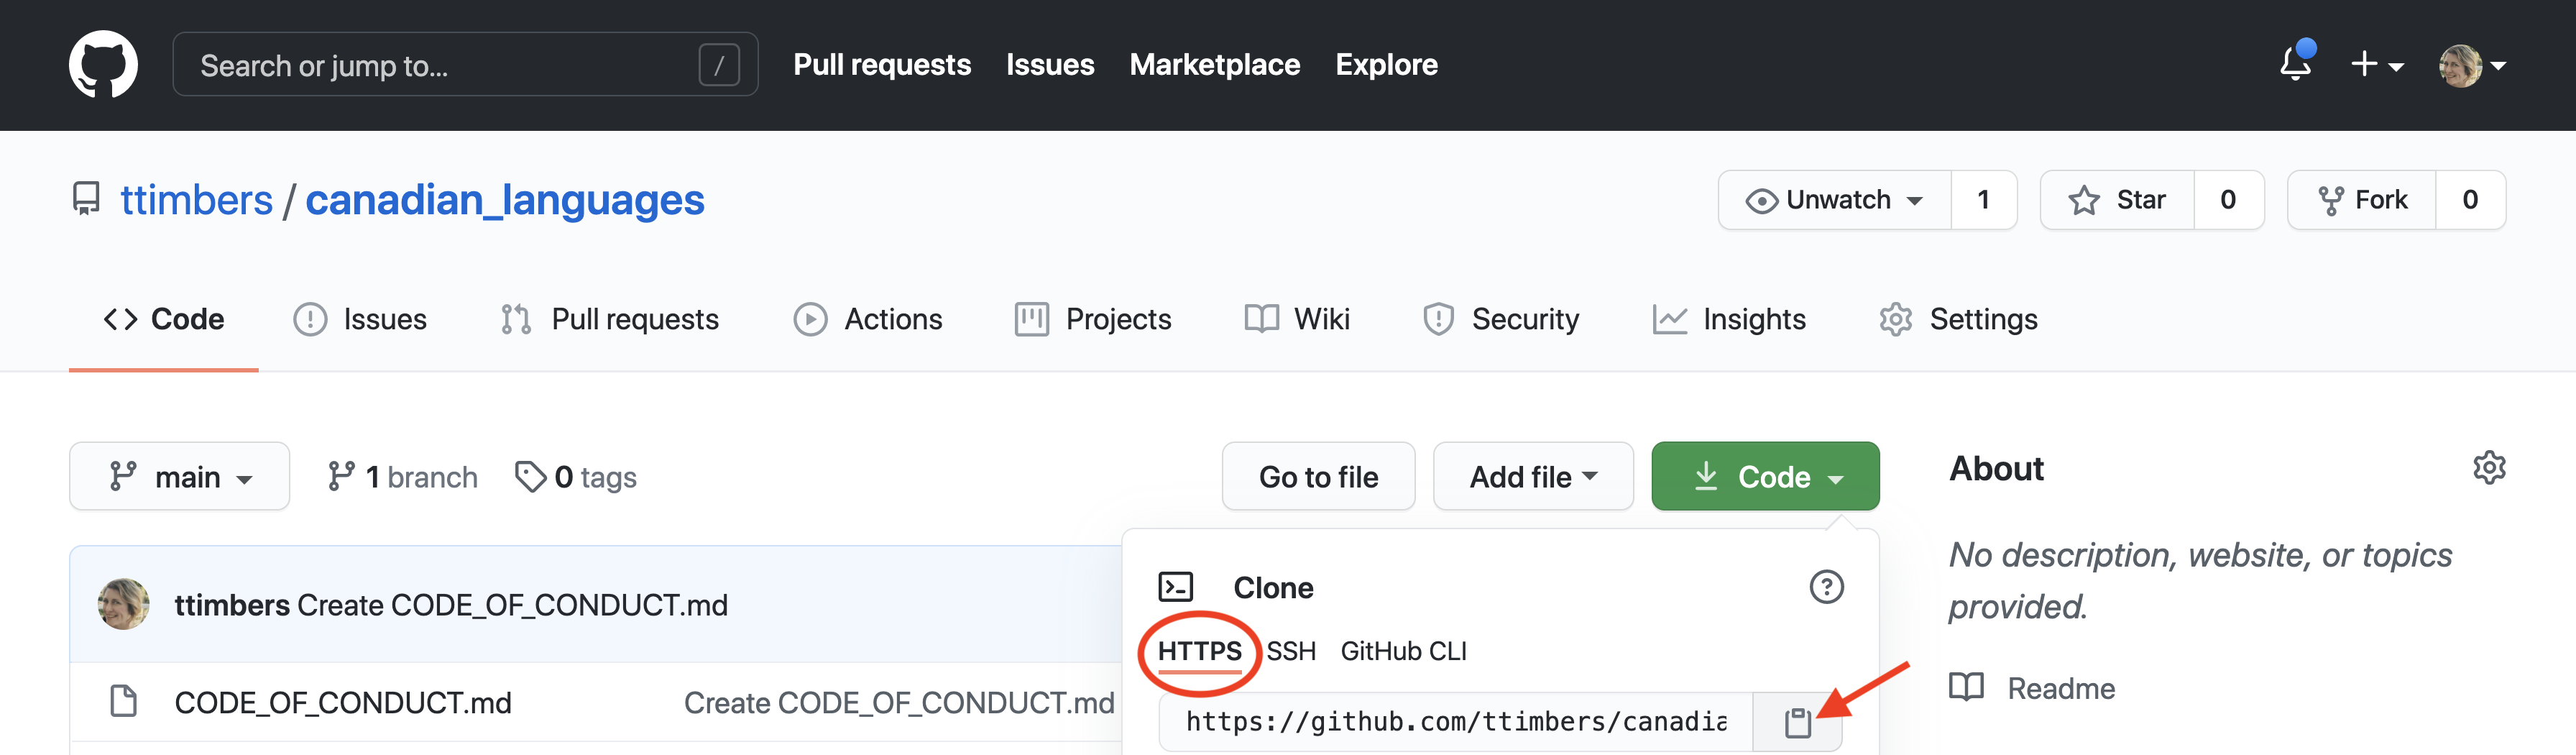 Search or jump to... / Pull requests Issues Marketplace Explore
ttimbers / canadian_languages Unwatch 1 Star 0 Fork 0
Code Issues Pull requests Actions Projects Wiki Security Insights Settings
main 1 branch 0 tags Go to file Add file Code About
No description, website, or topics
provided.
Clone
ttimbers Create CODE_OF_CONDUCT.md
HTTPS SSH GitHub CLI
CODE_OF_CONDUCT.md Create CODE_OF_CONDUCT.md
https://github.com/ttimbers/canadia
Readme